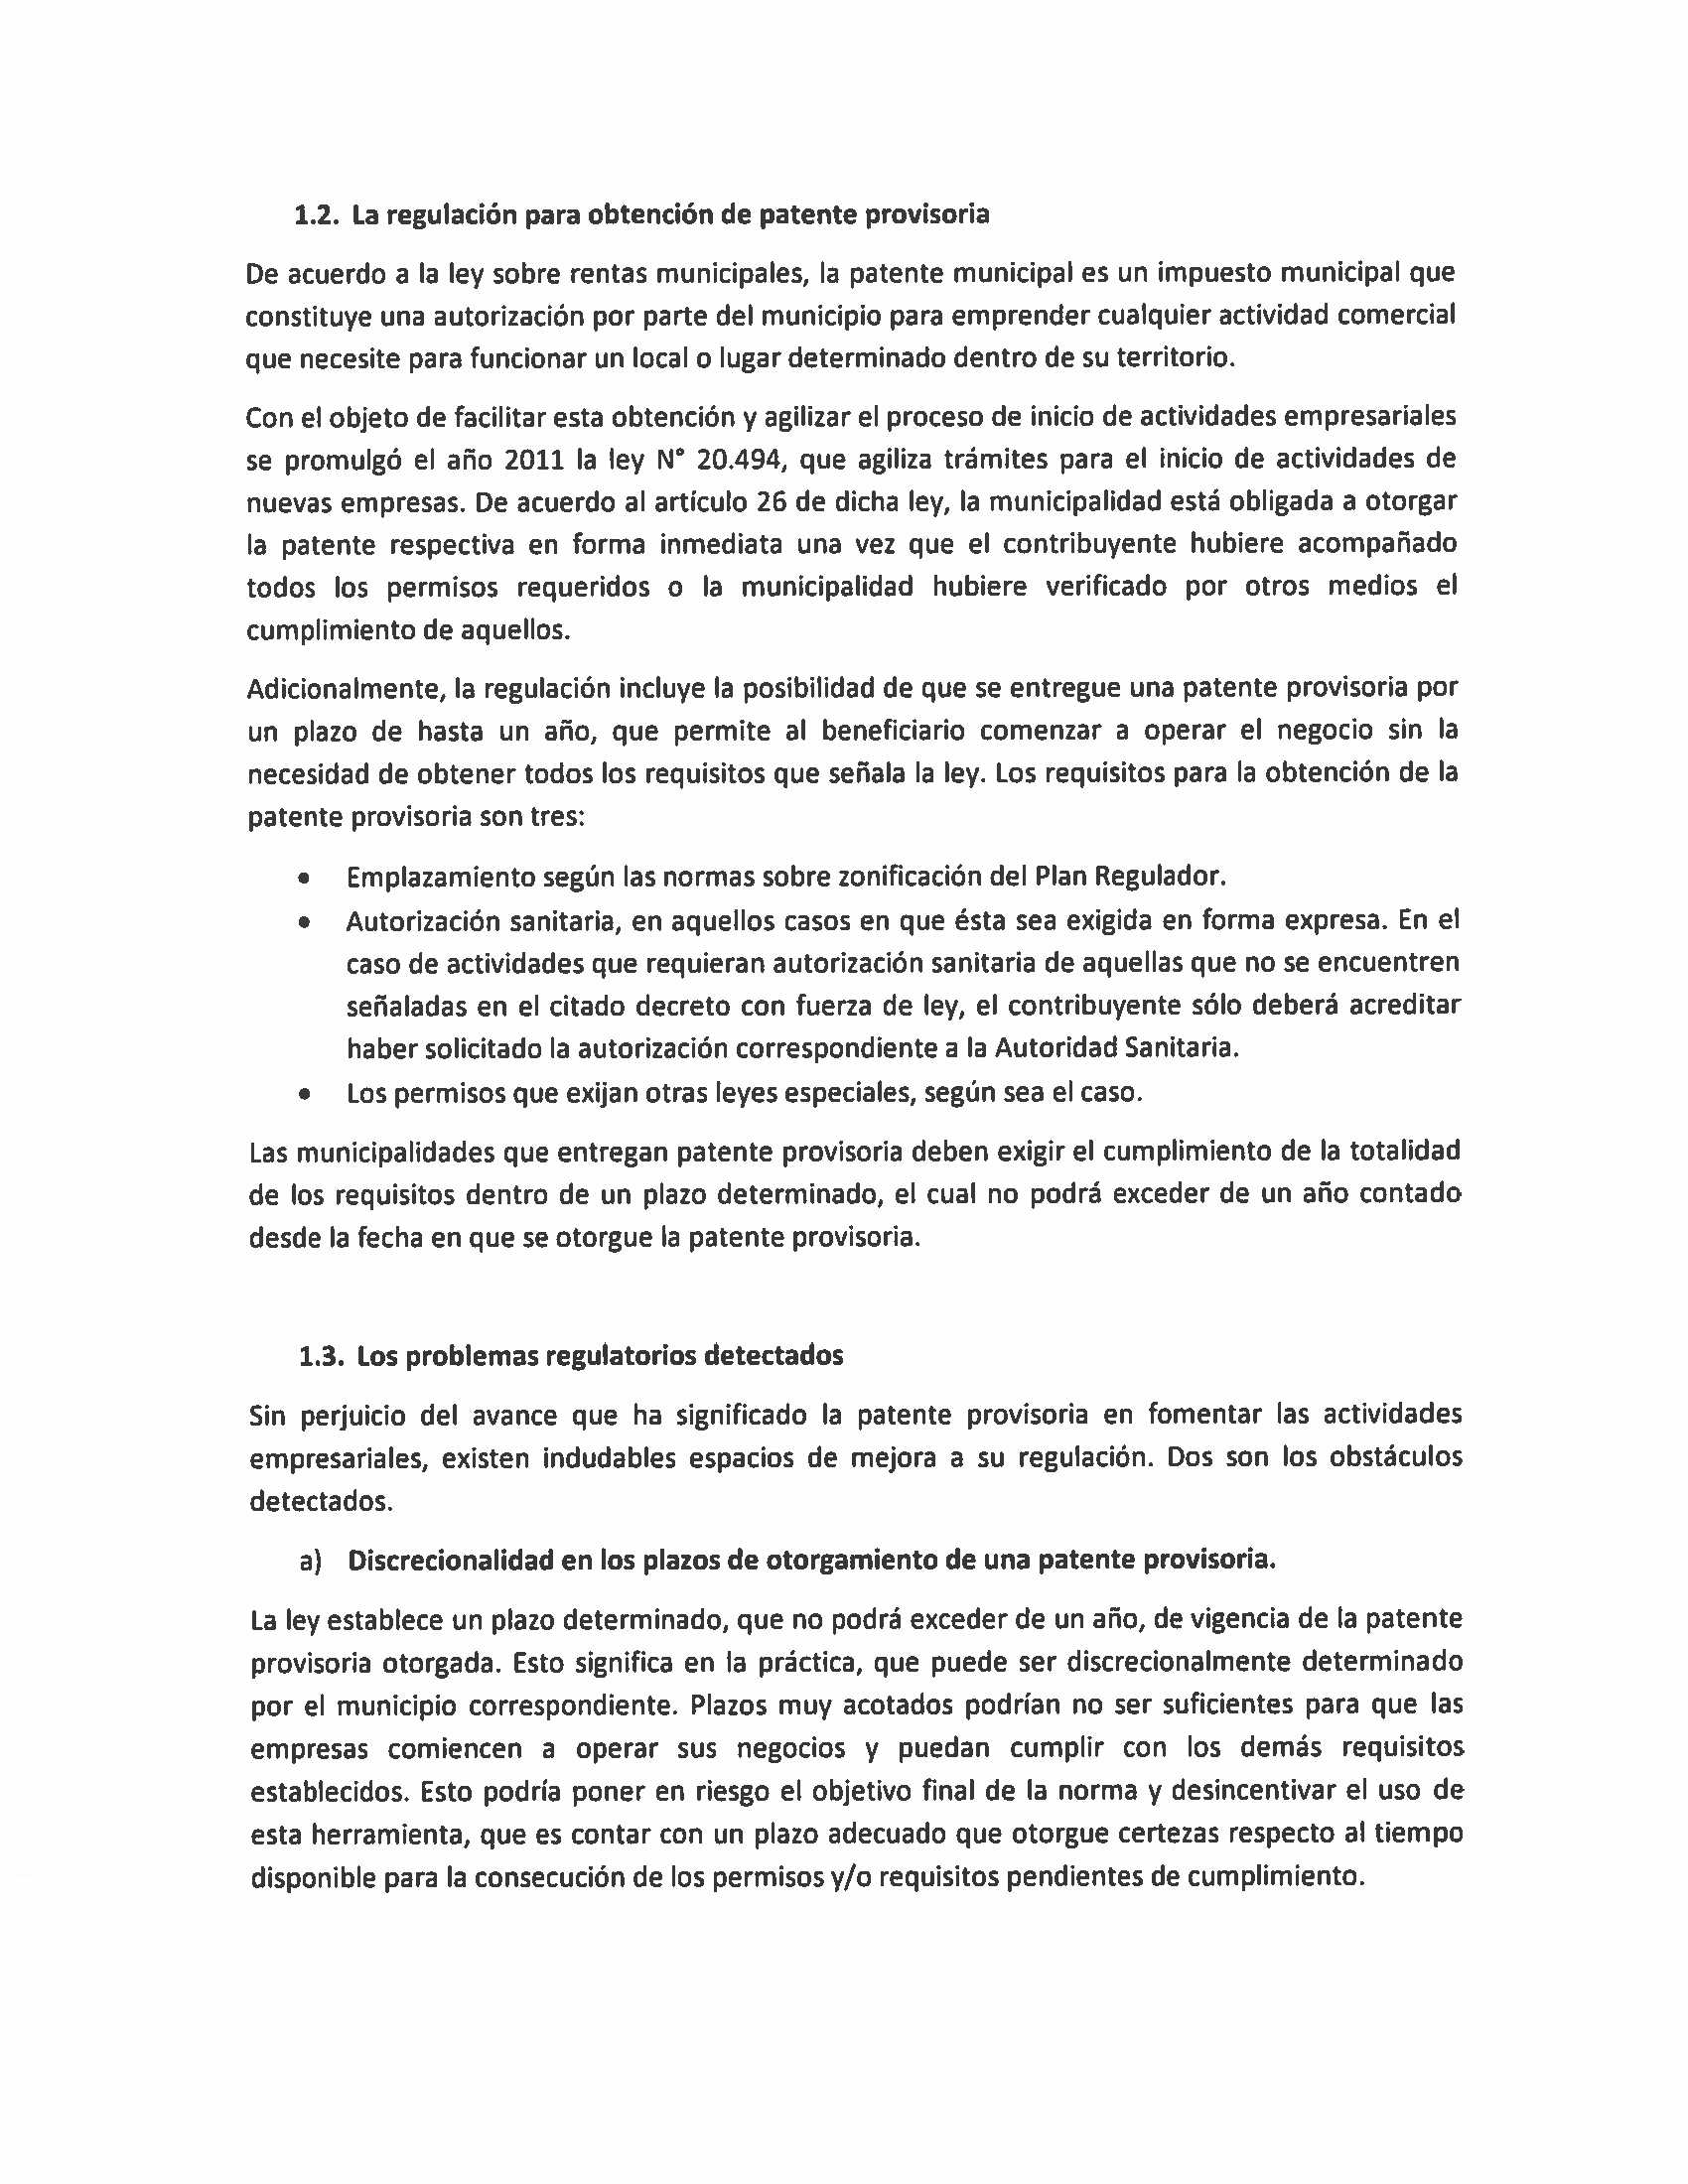 1.2. La regulación para obtención de patente provisoria
De acuerdo a la ley sobre rentas municipales, la patente municipal es un impuesto municipal que
constituye una autorización por parte del municipio para emprender cualquier actividad comercial
que necesite para funcionar un local o lugar determinado dentro de su territorio.
Con el objeto de facilitar esta obtención y agilizar el proceso de inicio de actividades empresariales
se promulgó el año 2011 la ley N° 20.494, que agiliza trámites para el inicio de actividades de
nuevas empresas. De acuerdo al artículo 26 de dicha ley, la municipalidad está obligada a otorgar
la patente respectiva en forma inmediata una vez que el contribuyente hubiere acompañado
todos los permisos requeridos o la municipalidad hubiere verificado por otros medios el
cumplimiento de aquellos.
Adicionalmente, la regulación incluye la posibilidad de que se entregue una patente provisoria por
un plazo de hasta un año, que permite al beneficiario comenzar a operar el negocio sin la
necesidad de obtener todos los requisitos que señala la ley. Los requisitos para la obtención de la
patente provisoria son tres:
• Emplazamiento según las normas sobre zonificación del Plan Regulador.
• Autorización sanitaria, en aquellos casos en que ésta sea exigida en forma expresa. En el
caso de actividades que requieran autorización sanitaria de aquellas que no se encuentren
señaladas en el citado decreto con fuerza de ley, el contribuyente sólo deberá acreditar
haber solicitado la autorización correspondiente a la Autoridad Sanitaria.
• Los permisos que exijan otras leyes especiales, según sea el caso.
Las municipalidades que entregan patente provisoria deben exigir el cumplimiento de la totalidad
de los requisitos dentro de un plazo determinado, el cual no podrá exceder de un año contado
desde la fecha en que se otorgue la patente provisoria.
1.3. Los problemas regulatorios detectados
Sin perjuicio del avance que ha significado la patente provisoria en fomentar las actividades
empresariales, existen indudables espacios de mejora a su regulación. Dos son los obstáculos
detectados.
a) Discrecionalidad en los plazos de otorgamiento de una patente provisoria.
La ley establece un plazo determinado, que no podrá exceder de un año, de vigencia de la patente
provisoria otorgada. Esto significa en la práctica, que puede ser discrecionalmente determinado
por el municipio correspondiente. Plazos muy acotados podrían no ser suficientes para que las
empresas comiencen a operar sus negocios y puedan cumplir con los demás requisitos
establecidos. Esto podría poner en riesgo el objetivo final de la norma y desincentivar el uso de
esta herramienta, que es contar con un plazo adecuado que otorgue certezas respecto al tiempo
disponible para la consecución de los permisos y/o requisitos pendientes de cumplimiento.